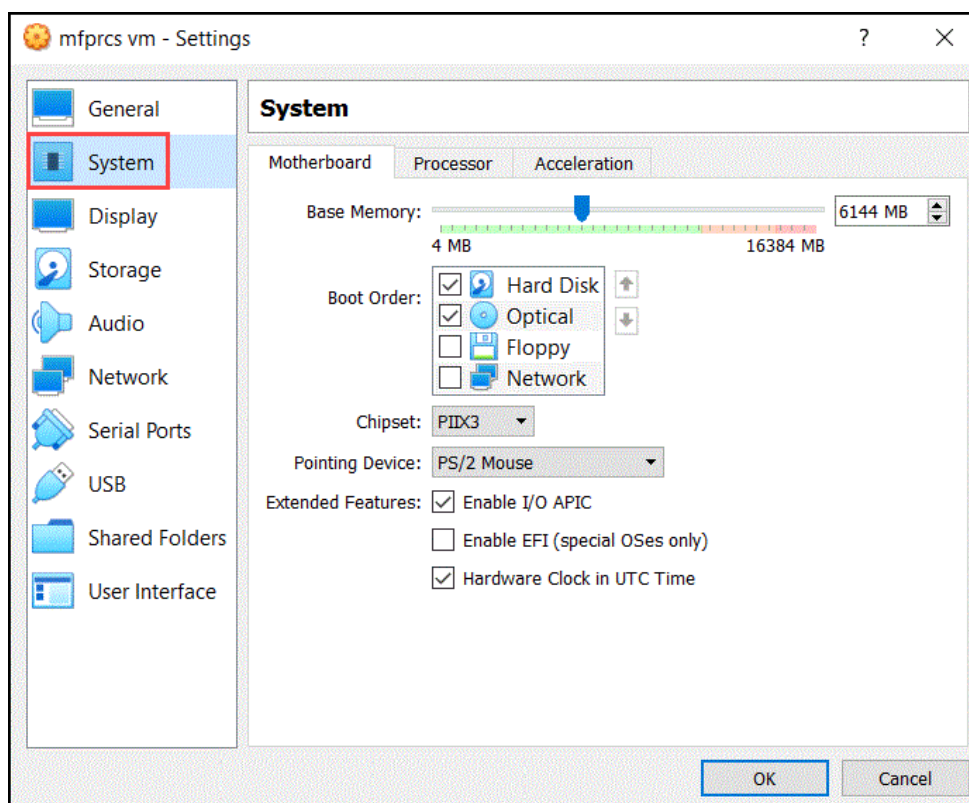 mfprcs vm - Settings ?
General
System
Display
Storage
Audio
Network
Serial Ports
USB
Shared Folders
User Interface
System
Motherboard Processor Acceleration
Base Memory: 6144 MB
4 MB 16384 MB
Boot Order: Hard Disk
Optical
Floppy
Network
Chipset: PIIX3
Pointing Device: PS/2 Mouse
Extended Features: Enable I/O APIC
Enable EFI (special OSes only)
Hardware Clock in UTC Time
OK Cancel